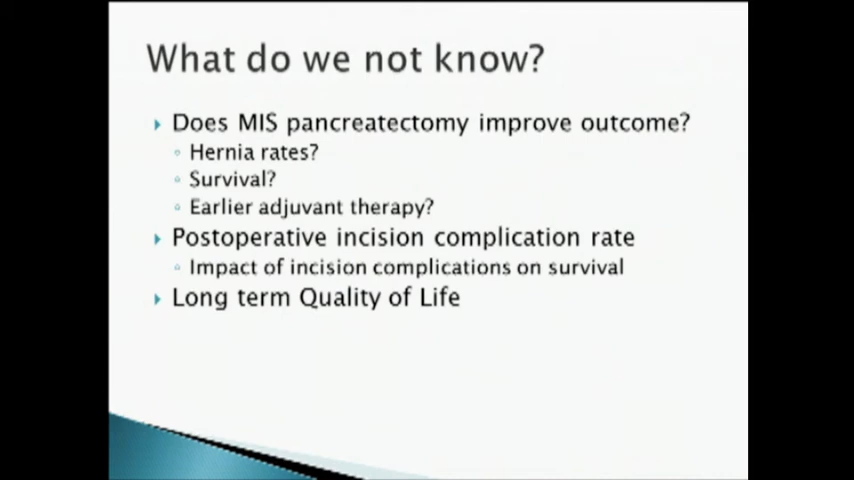 What do we not know?
Does MIS pancreatectomy improve outcome?
Hernia rates?
Survival?
Earlier adjuvant therapy?
Postoperative incision complication rate
Impact of incision complications on survival
Long term Quality of Life